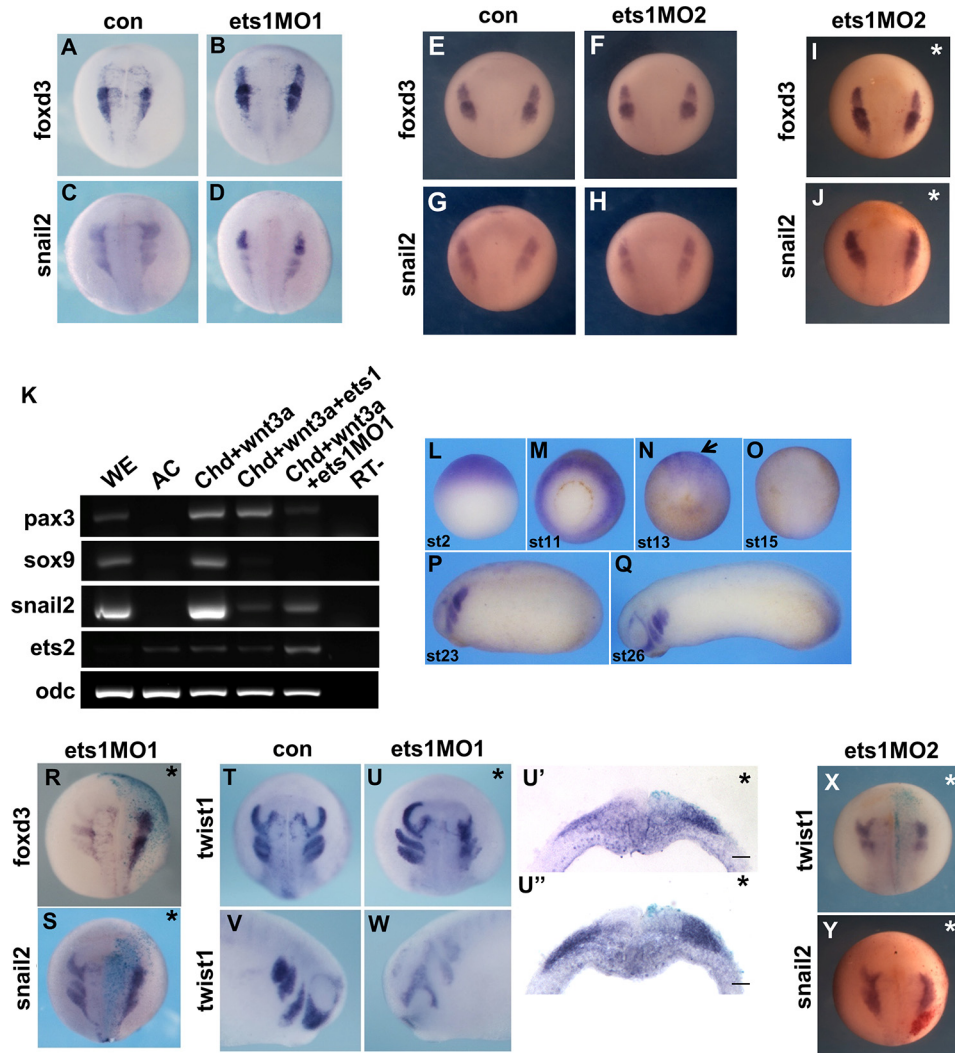 con
ets1MO1
con
ets1MO2
ets1MO2
foxd3
A
B
foxd3
E
F
foxd3
I
*
snail2
C
D
snail2
G
H
snail2
J
*
K
WE
AC
Chd+wnt3a
Chd+wnt3a+ets1
Chd+wnt3a
+ets1MO1
RT-
pax3
sox9
snail2
ets2
odc
L
st2
M
st11
N
st13
O
st15
P
st23
Q
st26
ets1MO1
con
ets1MO1
ets1MO2
foxd3
R
*
twist1
T
U
*
U'
*
twist1
X
*
snail2
S
*
twist1
V
W
U''
*
snail2
Y
*